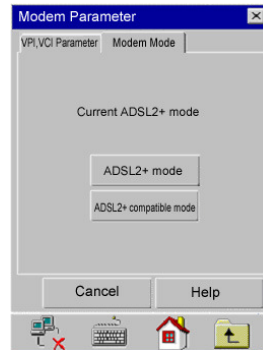 Modem Parameter
VPI,VCI Parameter
Modem Mode
Current ADSL2+ mode
ADSL2+ mode
ADSL2+ compatible mode
Cancel
Help